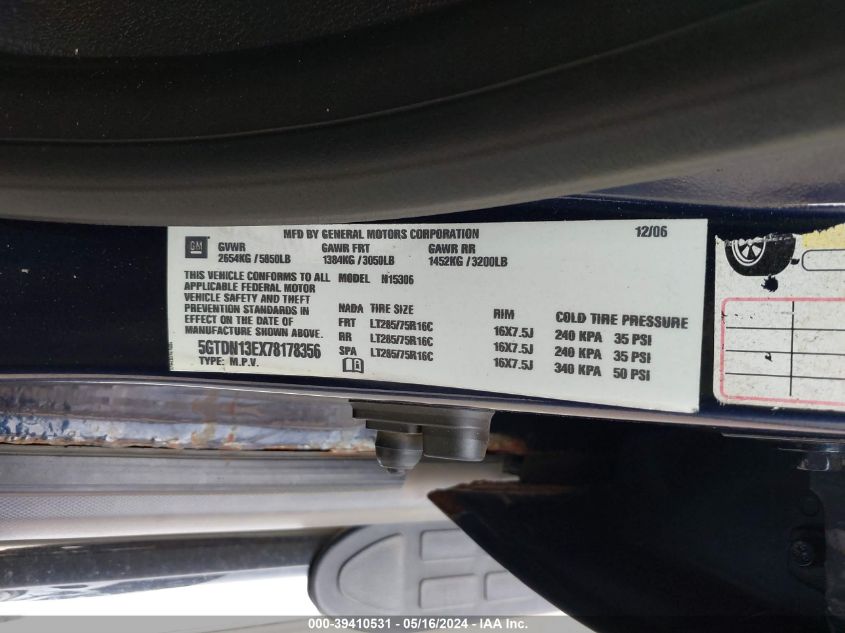 MFD BY GENERAL MOTORS CORPORATION 12/06
GM
GVWR GAWR FRT GAWR RR
2654KG / 5850LB 1384KG / 3050LB 1452KG / 3200LB
THIS VEHICLE CONFORMS TO ALL MODEL N15306
APPLICABLE FEDERAL MOTOR
VEHICLE SAFETY AND THEFT
PREVENTION STANDARDS IN
EFFECT ON THE DATE OF
MANUFACTURE SHOWN ABOVE.
5GTDN13EX78178356
TYPE: M.P.V.
NADA TIRE SIZE RIM COLD TIRE PRESSURE
FRT LT265/75R16C 16X7.5J 240 KPA 35 PSI
RR LT265/75R16C 16X7.5J 240 KPA 35 PSI
SPA LT265/75R16C 16X7.5J 340 KPA 50 PSI
000-39410531 - 05/16/2024 - IAA Inc.